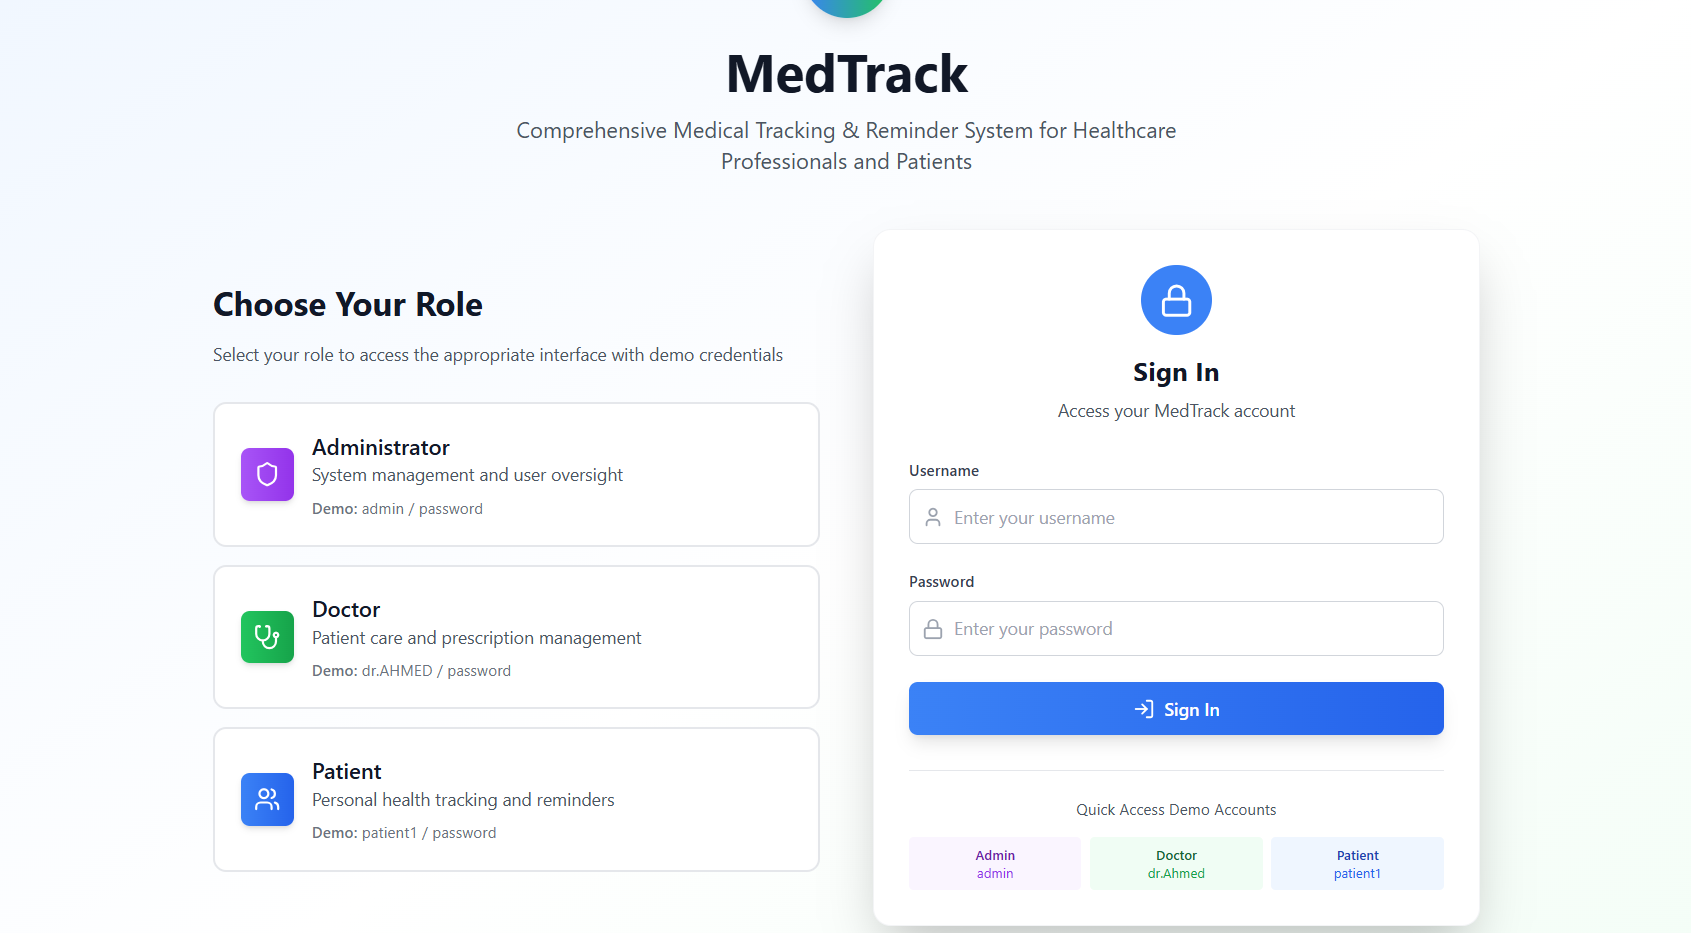 MedTrack
Comprehensive Medical Tracking & Reminder System for Healthcare
Professionals and Patients
Choose Your Role
Select your role to access the appropriate interface with demo credentials
Administrator
System management and user oversight
Demo: admin / password
Doctor
Patient care and prescription management
Demo: dr.AHMED / password
Patient
Personal health tracking and reminders
Demo: patient1 / password
Sign In
Access your MedTrack account
Username
Enter your username
Password
Enter your password
Sign In
Quick Access Demo Accounts
Admin
admin
Doctor
dr.Ahmed
Patient
patient1